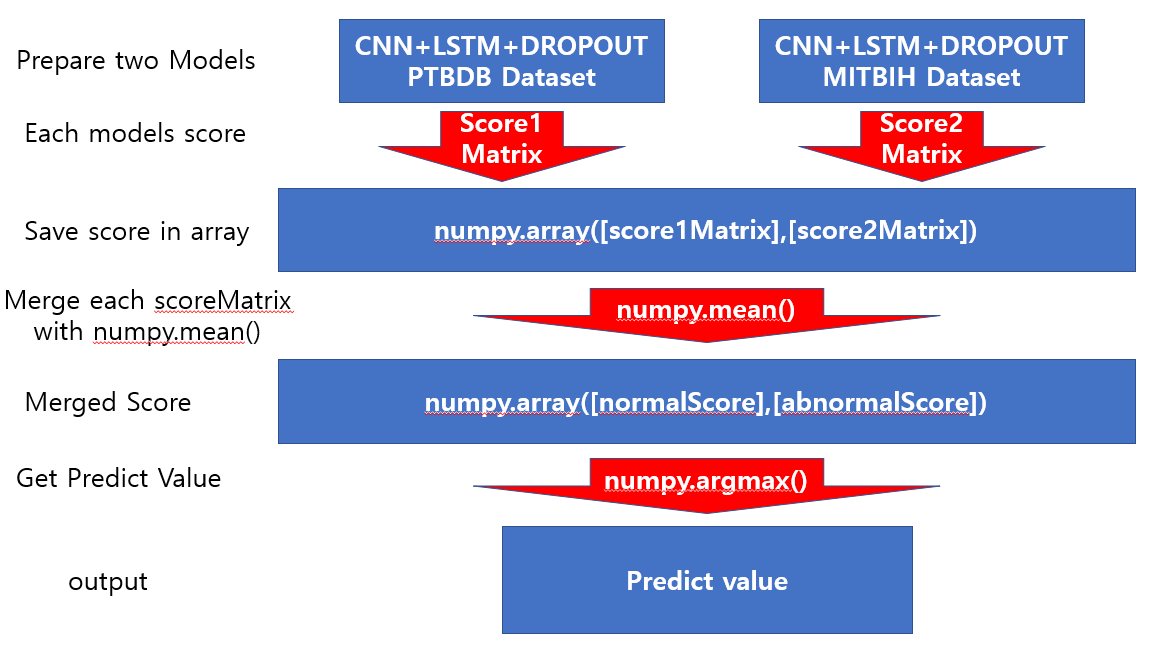 Prepare two Models
CNN+LSTM+DROPOUT
PTBDB Dataset
CNN+LSTM+DROPOUT
MITBIH Dataset
Each models score
Score1
Matrix
Score2
Matrix
Save score in array
numpy.array([score1Matrix],[score2Matrix])
Merge each scoreMatrix
with numpy.mean()
numpy.mean()
Merged Score
numpy.array([normalScore],[abnormalScore])
Get Predict Value
numpy.argmax()
output
Predict value